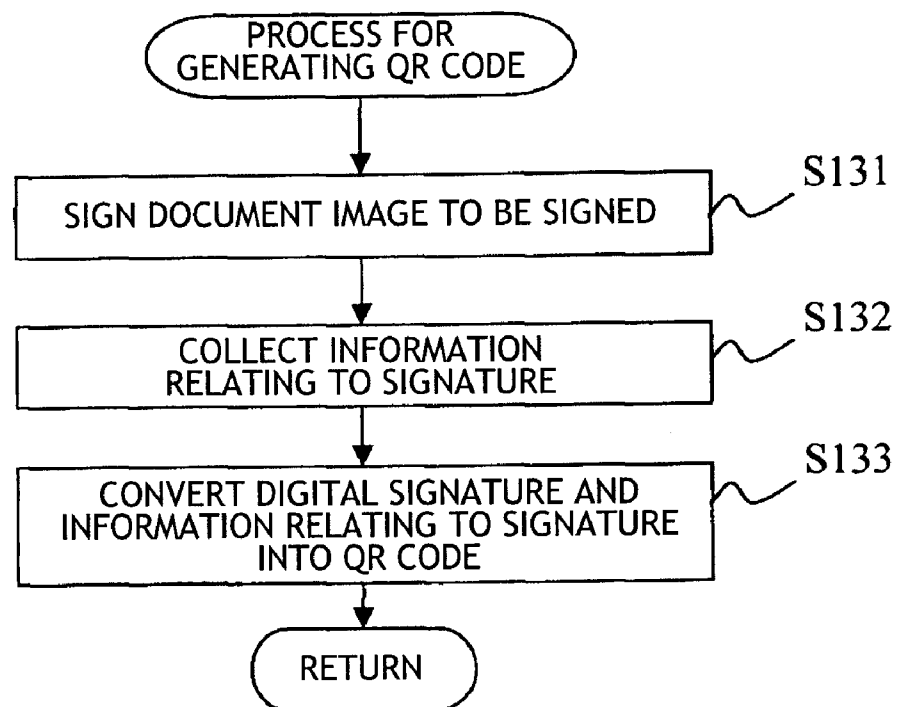 PROCESS FOR
GENERATING QR CODE
S131
SIGN DOCUMENT IMAGE TO BE SIGNED
S132
COLLECT INFORMATION
RELATING TO SIGNATURE
S133
CONVERT DIGITAL SIGNATURE AND
INFORMATION RELATING TO SIGNATURE
INTO QR CODE
RETURN